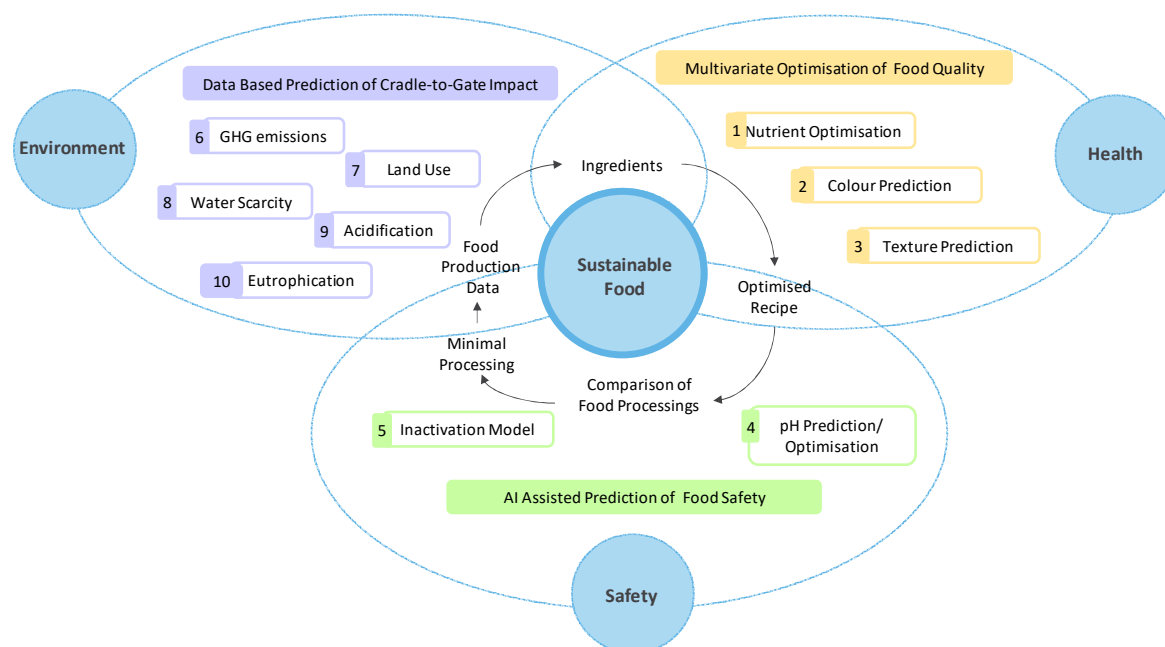 Data Based Prediction of Cradle-to-Gate Impact
Multivariate Optimisation of Food Quality
Environment
Health
6 GHG emissions
7 Land Use
8 Water Scarcity
9 Acidification
10 Eutrophication
1 Nutrient Optimisation
2 Colour Prediction
3 Texture Prediction
Ingredients
Food
Production
Data
Sustainable
Food
Optimised
Recipe
Minimal
Processing
Comparison of
Food Processings
5 Inactivation Model
4 pH Prediction/
Optimisation
AI Assisted Prediction of Food Safety
Safety